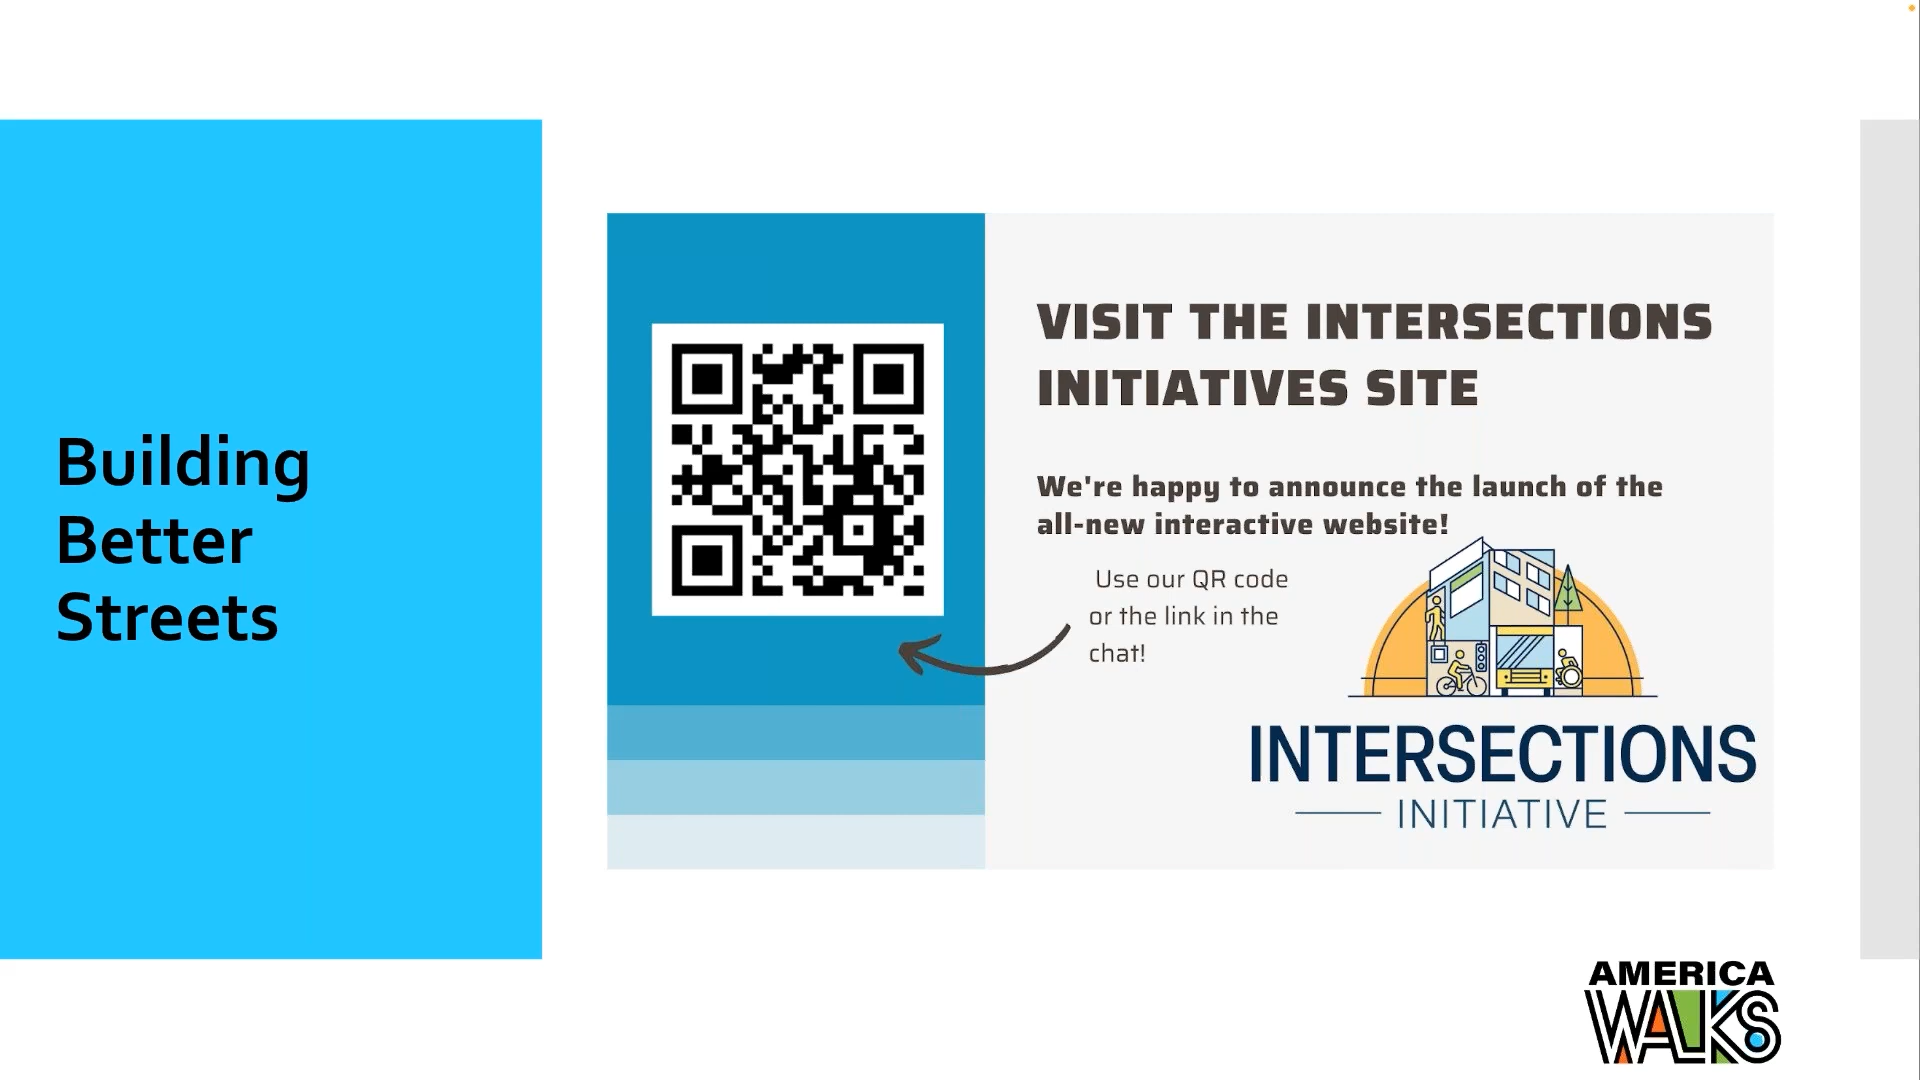 Building
Better
Streets
VISIT THE INTERSECTIONS
INITIATIVES SITE
We're happy to announce the launch of the
all-new interactive website!
Use our QR code
or the link in the
chat!
INTERSECTIONS
INITIATIVE
AMERICA
WALKS